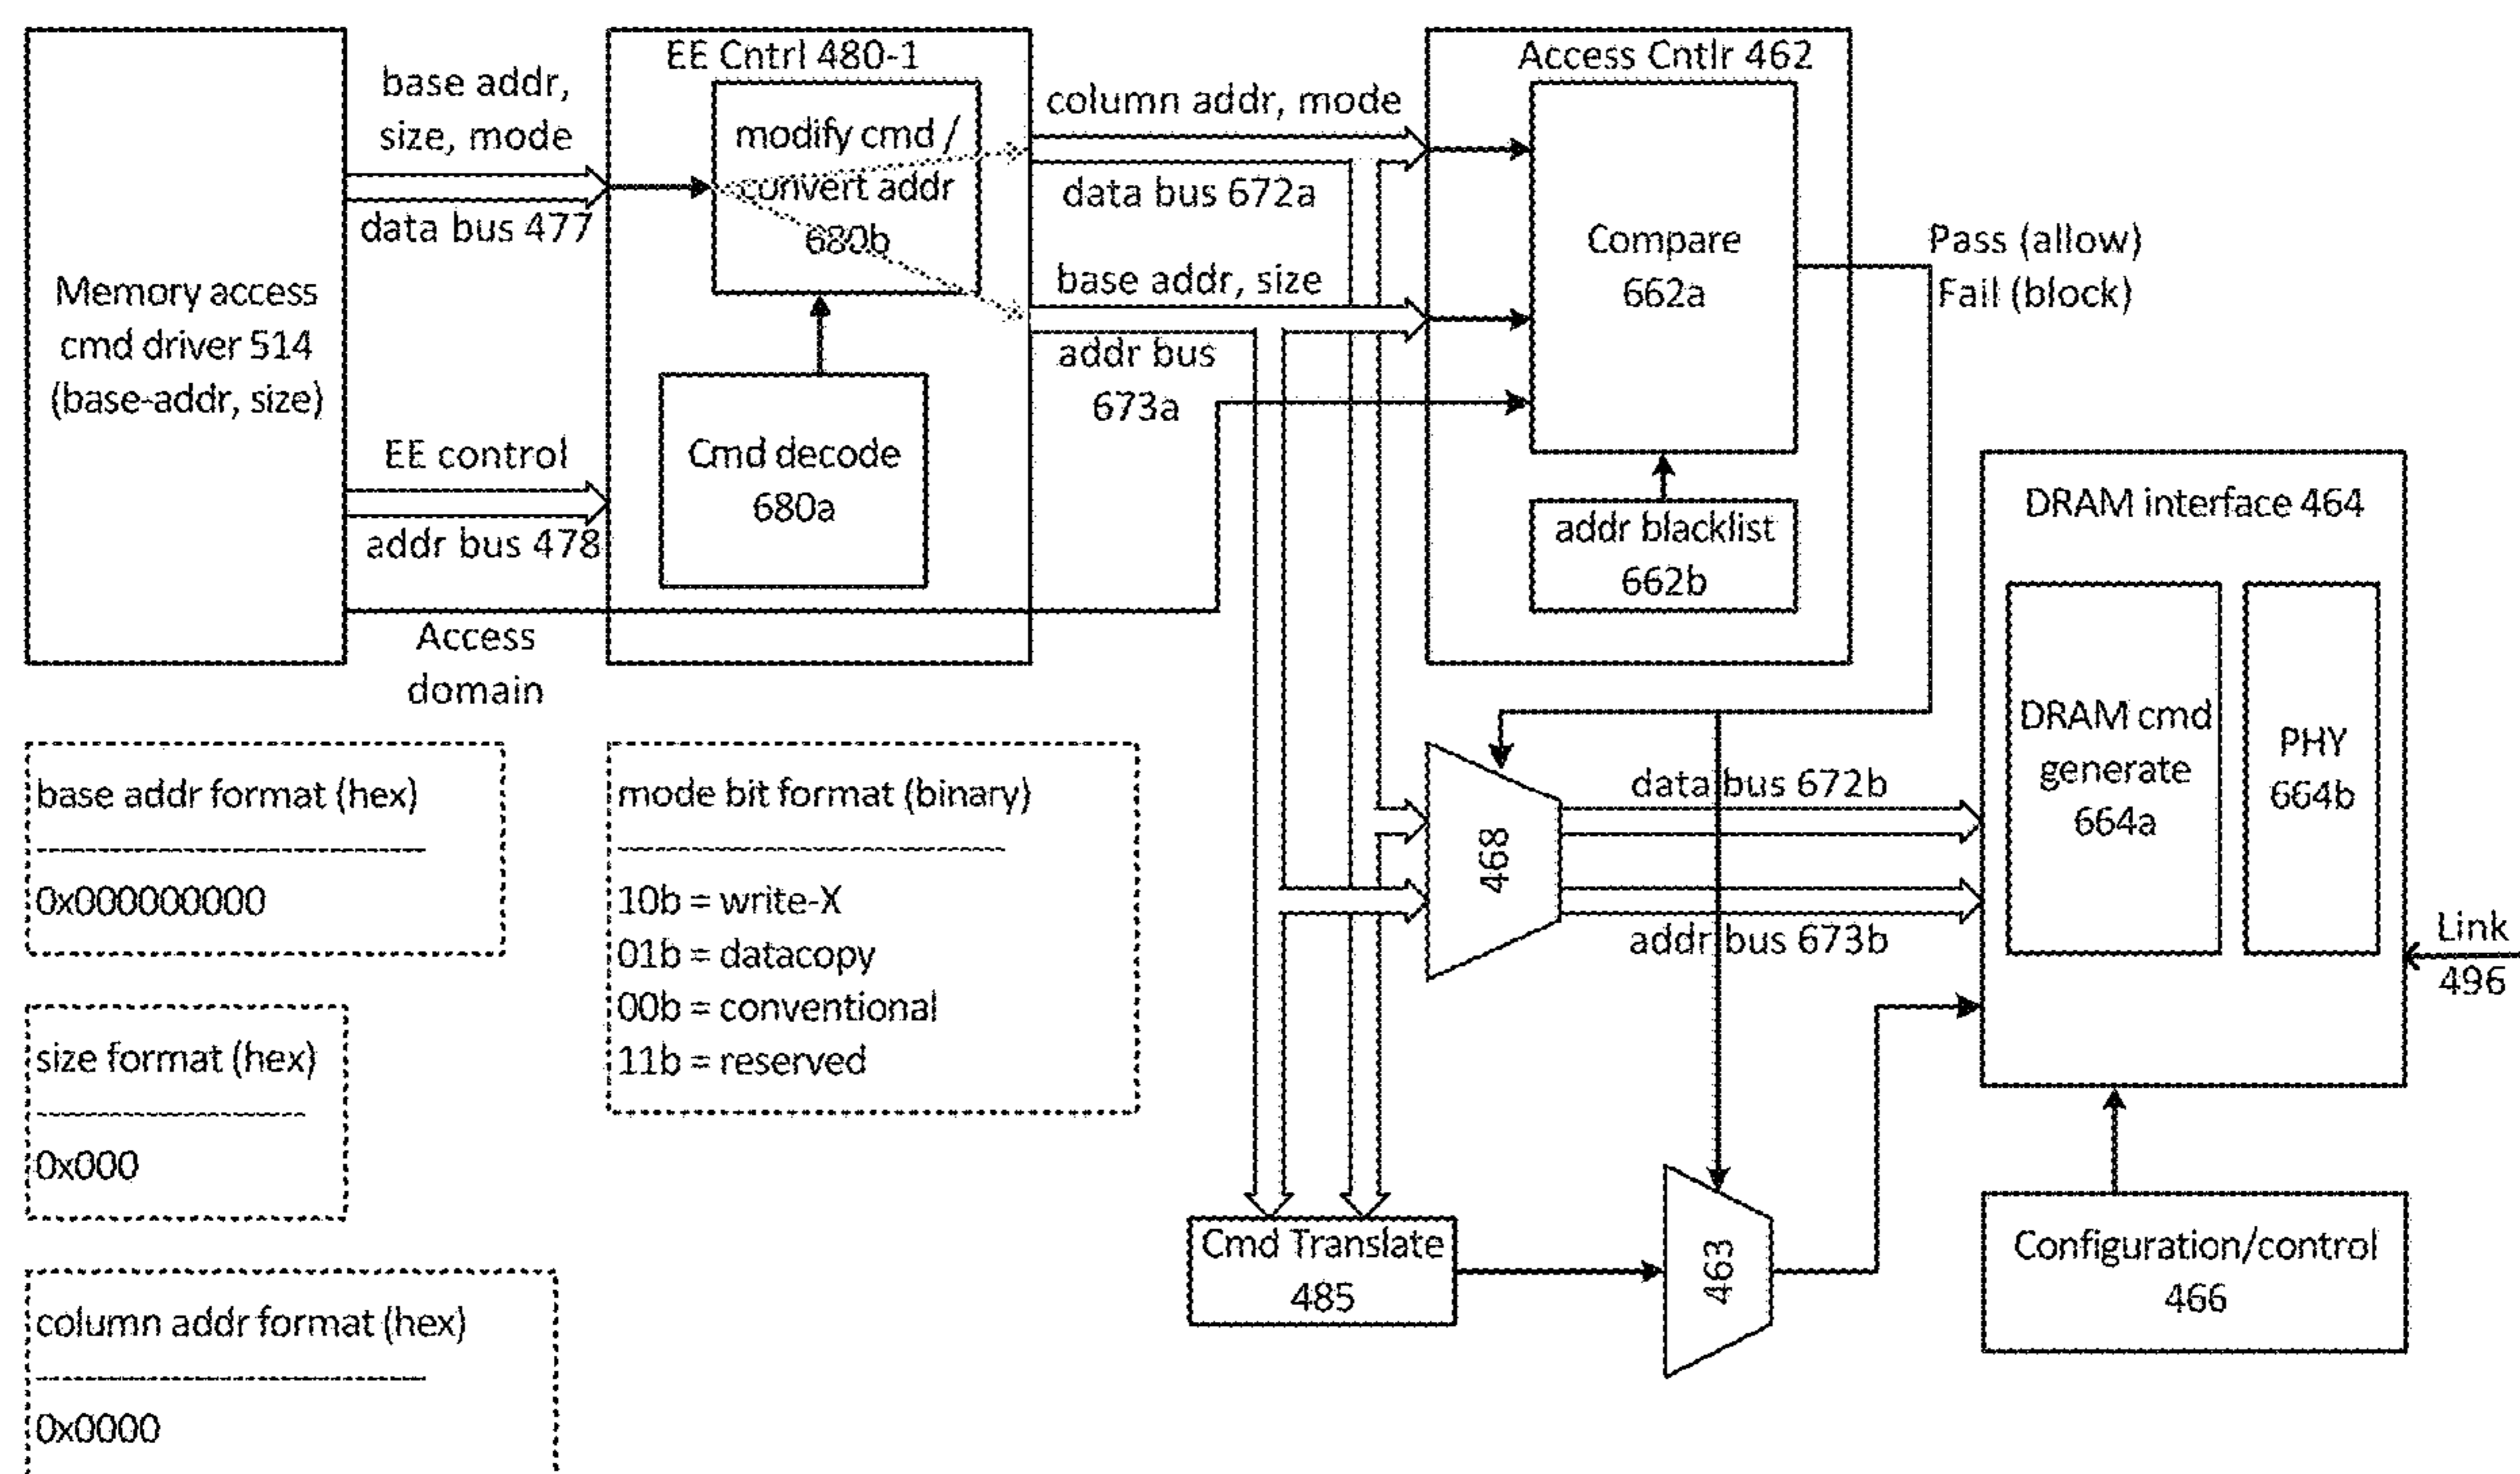 Memory access
cmd driver 514
(base-addr, size)
base addr,
size, mode
data bus 477
EE control
addr bus 478
Access
domain
EE Cntrl 480-1
modify cmd /
convert addr
680b
Cmd decode
680a
column addr, mode
data bus 672a
base addr, size
addr bus
673a
Access Cntlr 462
Compare
662a
addr blacklist
662b
Pass (allow)
Fail (block)
DRAM interface 464
DRAM cmd
generate
664a
PHY
664b
Link
496
468
data bus 672b
addr bus 673b
Cmd Translate
485
463
Configuration/control
466
base addr format (hex)
0x000000000
size format (hex)
0x000
column addr format (hex)
0x0000
mode bit format (binary)
10b = write-X
01b = datacopy
00b = conventional
11b = reserved